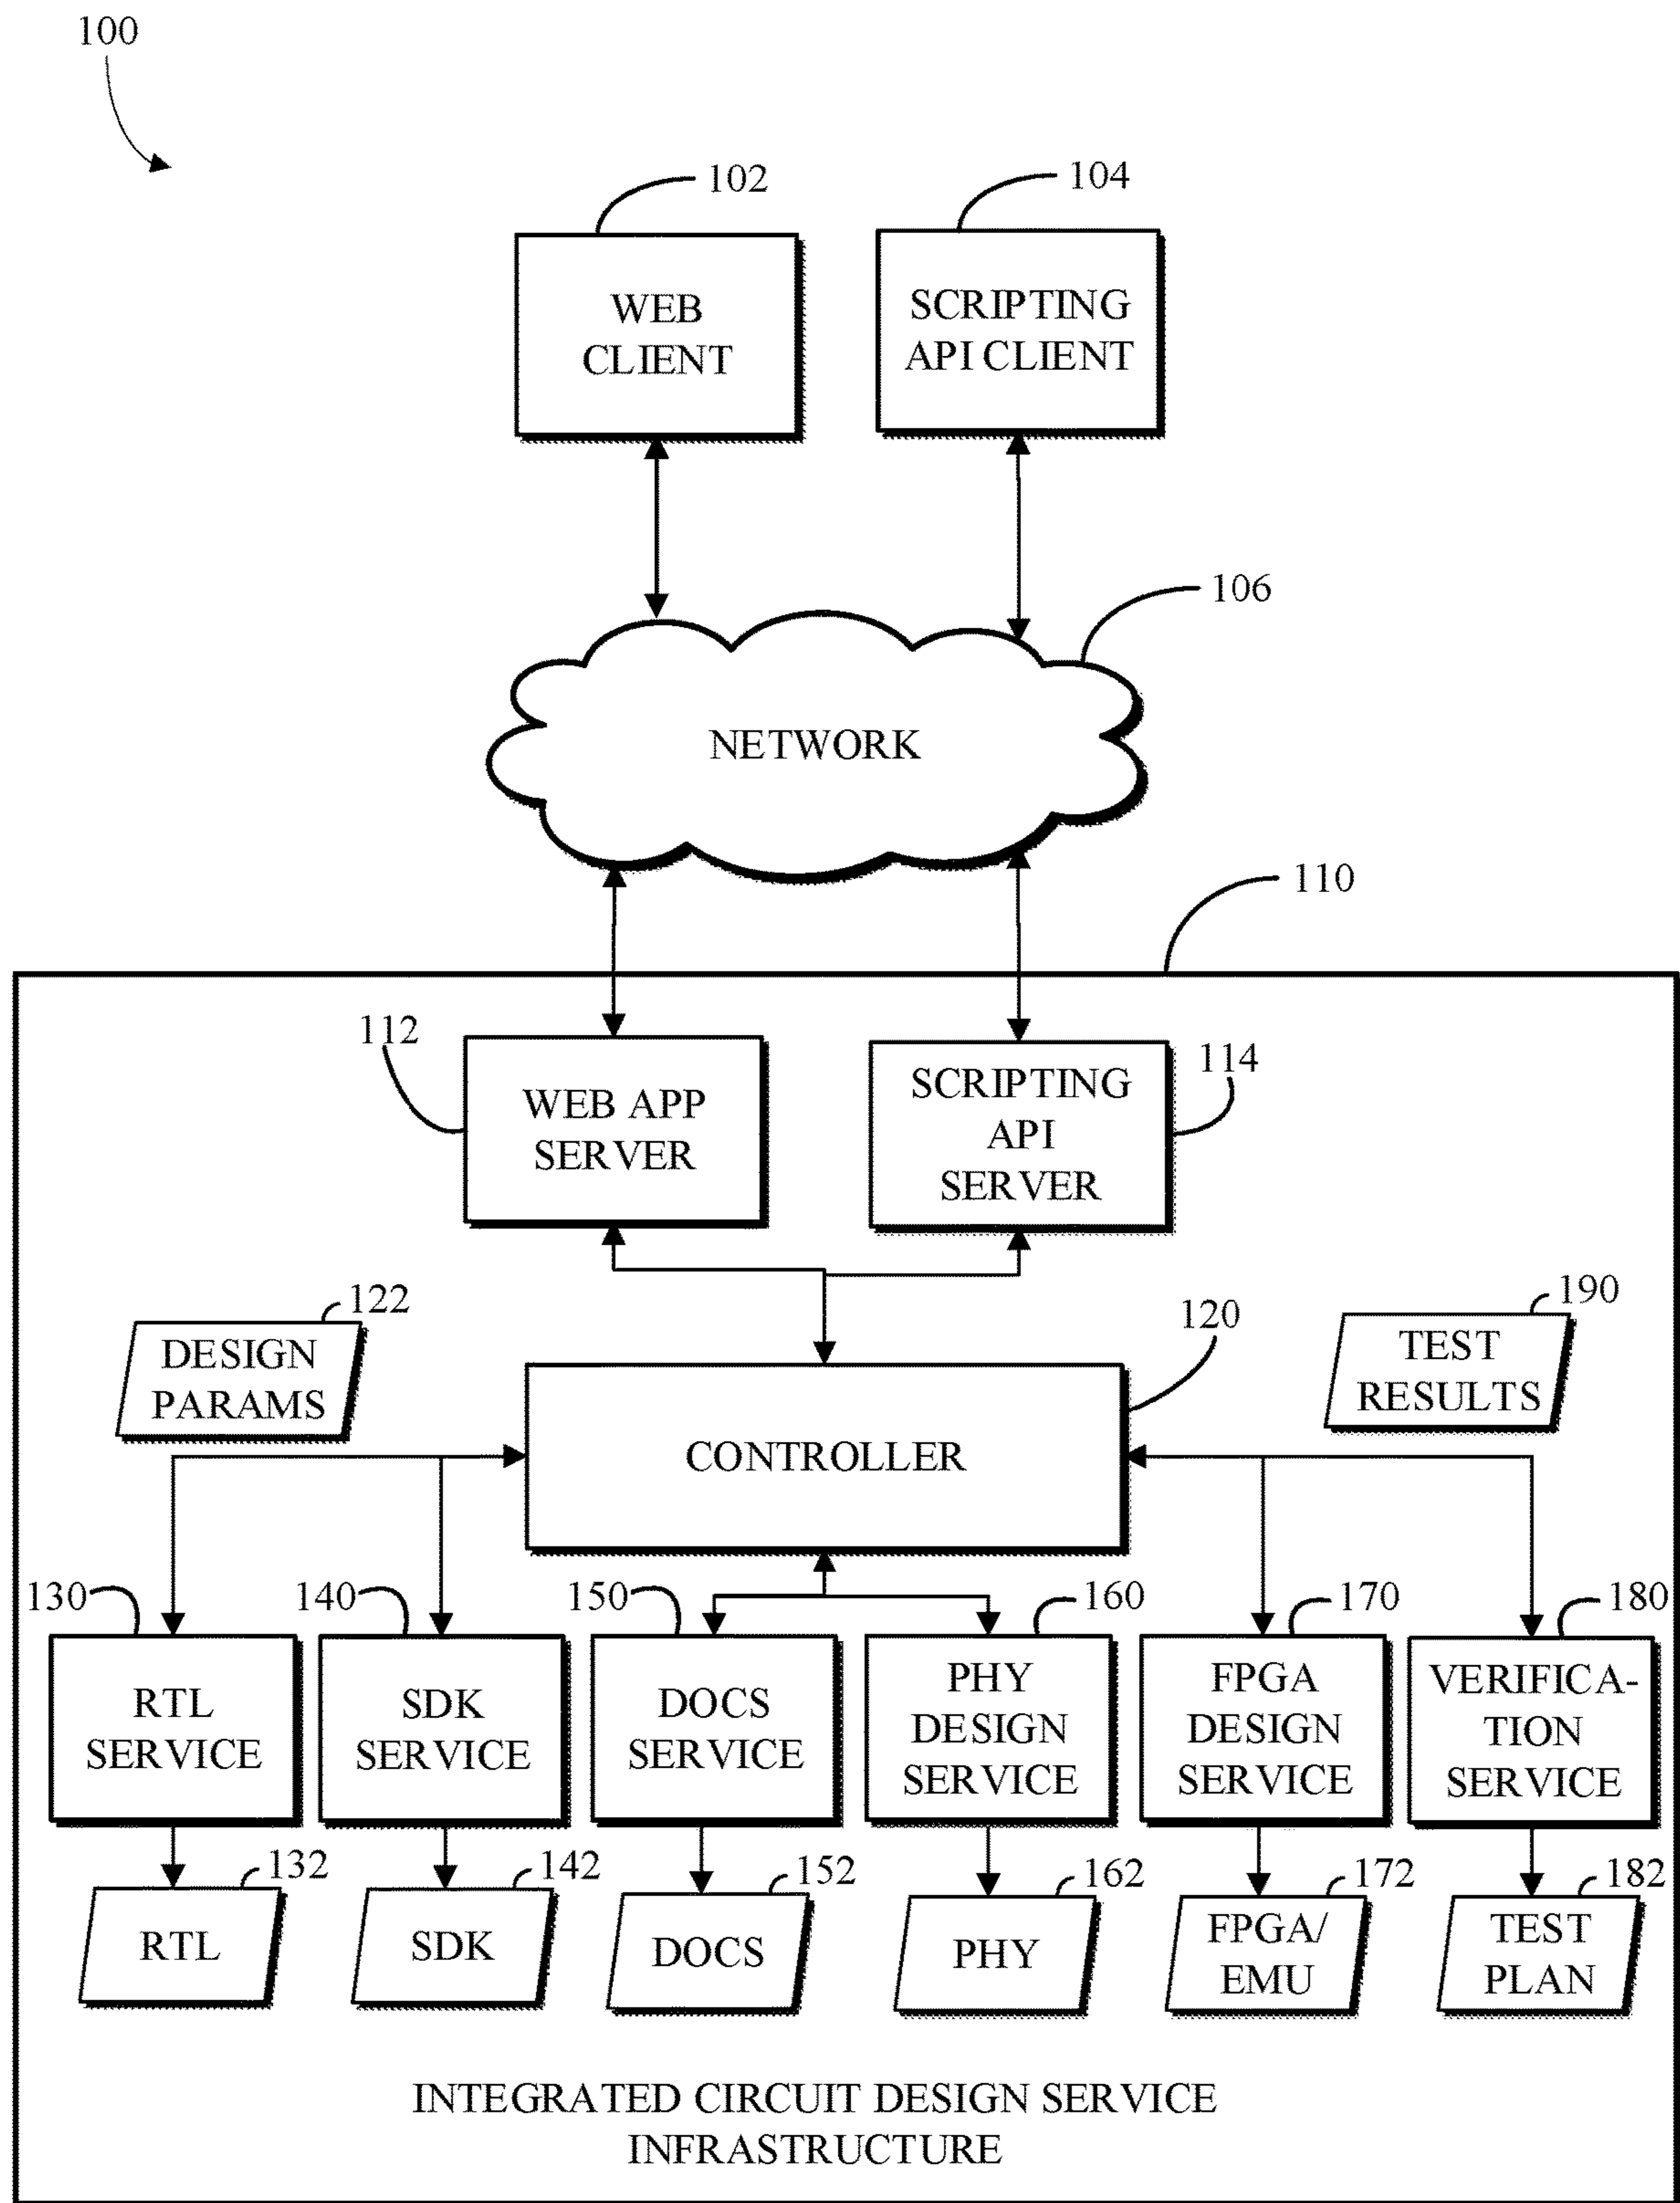 100
102
104
WEB
CLIENT
SCRIPTING
API CLIENT
106
NETWORK
110
112
WEB APP
SERVER
SCRIPTING
API
SERVER
114
122
DESIGN
PARAMS
120
CONTROLLER
190
TEST
RESULTS
130
140
150
160
170
180
RTL
SERVICE
SDK
SERVICE
DOCS
SERVICE
PHY
DESIGN
SERVICE
FPGA
DESIGN
SERVICE
VERIFICA-
TION
SERVICE
132
142
152
162
172
182
RTL
SDK
DOCS
PHY
FPGA/
EMU
TEST
PLAN
INTEGRATED CIRCUIT DESIGN SERVICE
INFRASTRUCTURE